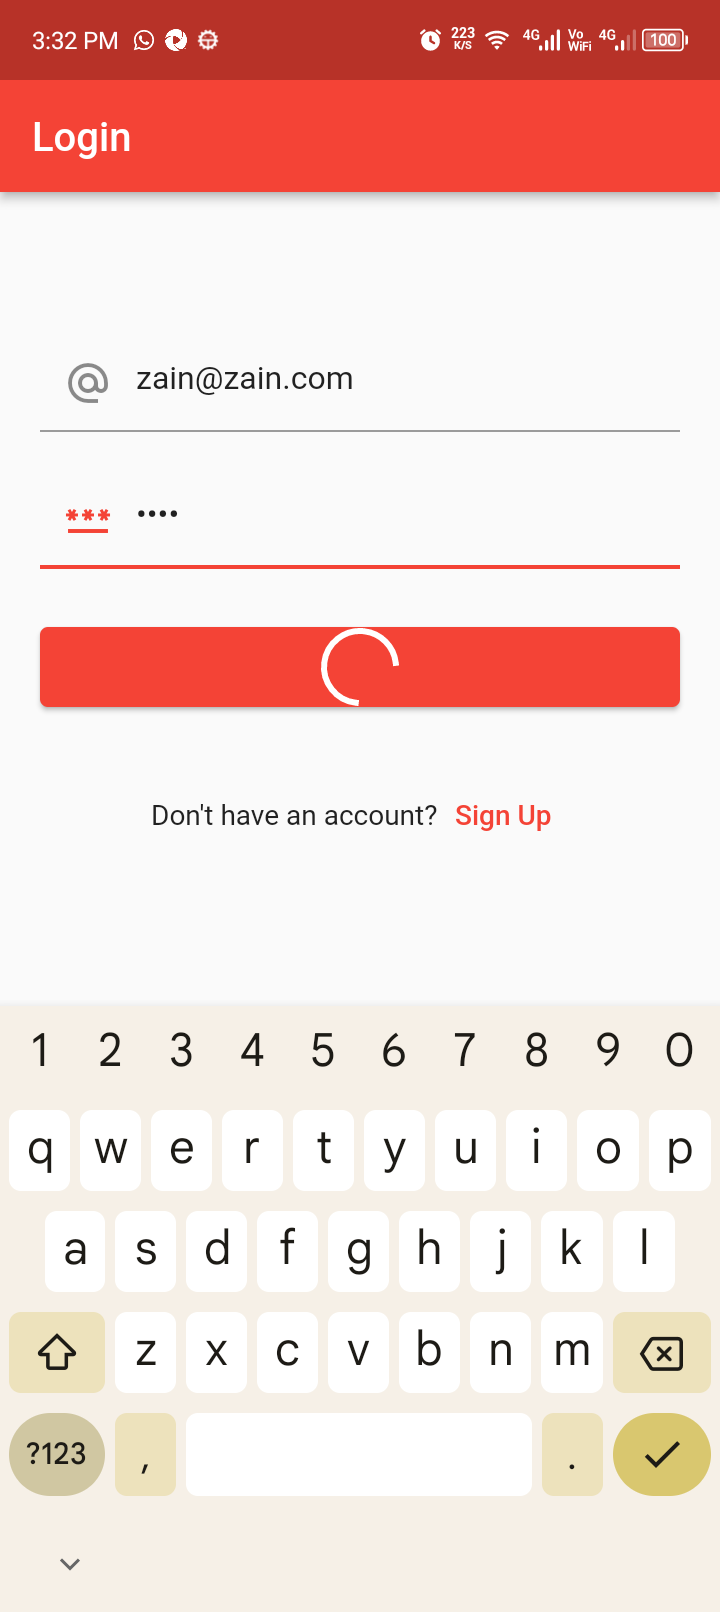 3:32 PM 223 K/S 4G Vo WiFi 4G 100
Login
zain@zain.com
***
••••
Don't have an account? Sign Up
1 2 3 4 5 6 7 8 9 0
q w e r t y u i o p
a s d f g h j k l
z x c v b n m
?123 , .